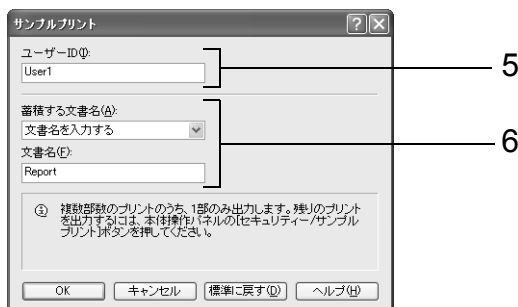 サンプルプリント
ユーザーID(I):
User1
5
蓄積する文書名(A):
文書名を入力する
6
文書名(F):
Report
複数部数のプリントのうち、1部のみ出力します。残りのプリント
を出力するには、本体操作パネルの[セキュリティー/サンプル
プリント]ボタンを押してください。
OK キャンセル 標準に戻す(D) ヘルプ(H)